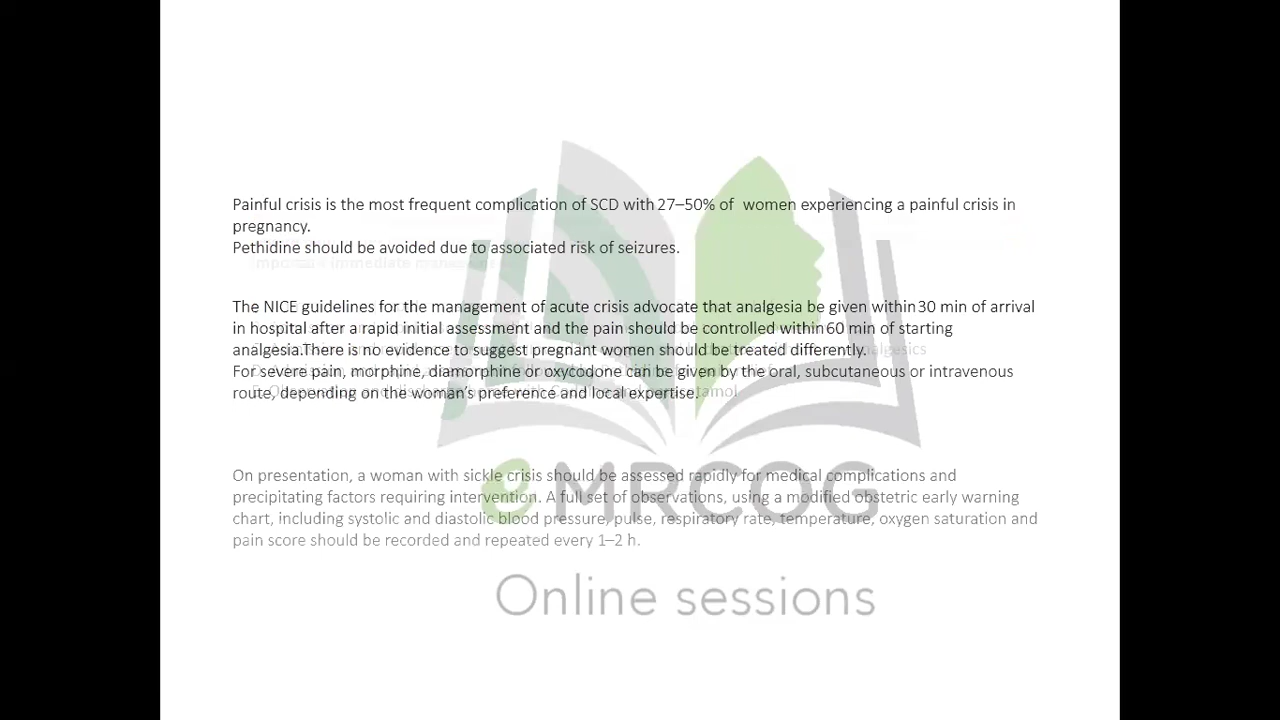 Painful crisis is the most frequent complication of SCD with 27–50% of women experiencing a painful crisis in
pregnancy.
Pethidine should be avoided due to associated risk of seizures.
The NICE guidelines for the management of acute crisis advocate that analgesia be given within 30 min of arrival
in hospital after a rapid initial assessment and the pain should be controlled within 60 min of starting
analgesia.There is no evidence to suggest pregnant women should be treated differently.
For severe pain, morphine, diamorphine or oxycodone can be given by the oral, subcutaneous or intravenous
route, depending on the woman's preference and local expertise.
On presentation, a woman with sickle crisis should be assessed rapidly for medical complications and
precipitating factors requiring intervention. A full set of observations, using a modified obstetric early warning
chart, including systolic and diastolic blood pressure, pulse, respiratory rate, temperature, oxygen saturation and
pain score should be recorded and repeated every 1–2 h.
eMRCOG
Online sessions